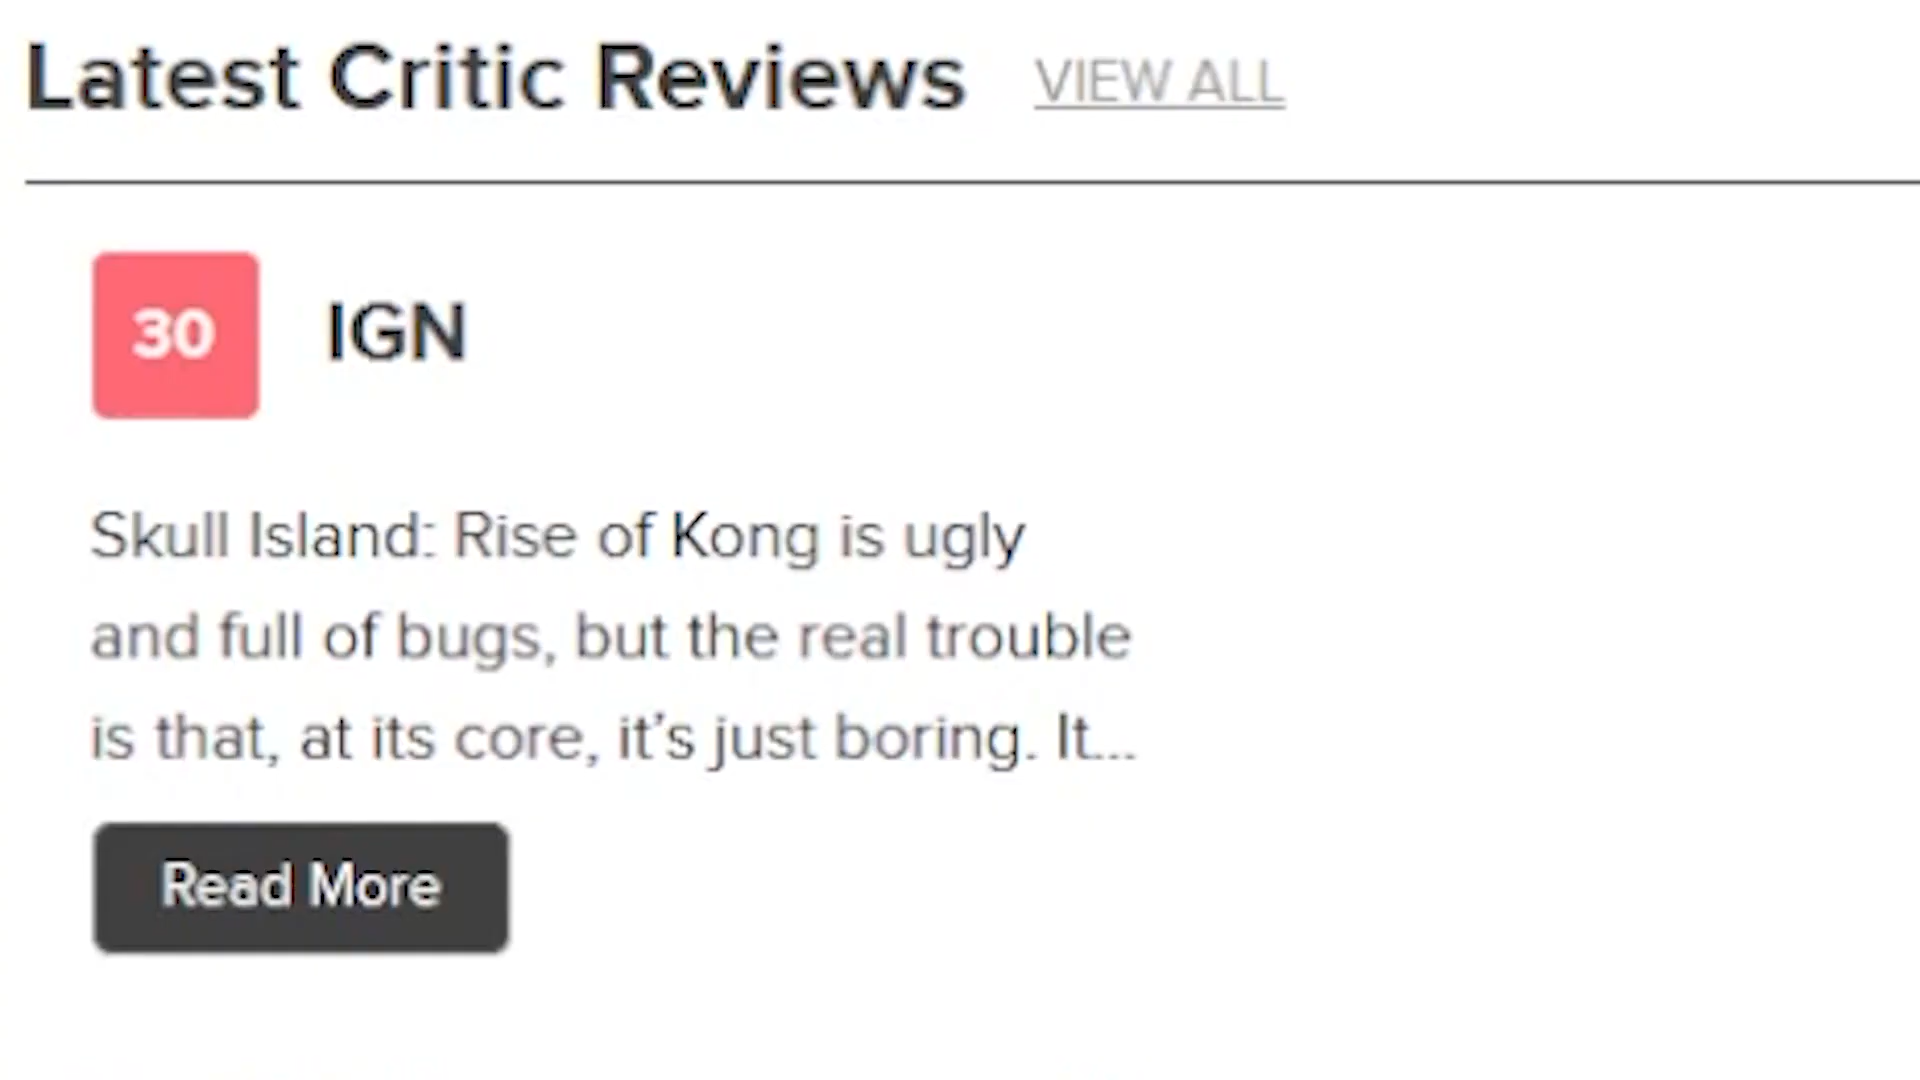 Latest Critic Reviews VIEW ALL
30 IGN
Skull Island: Rise of Kong is ugly
and full of bugs, but the real trouble
is that, at its core, it’s just boring. It...
Read More